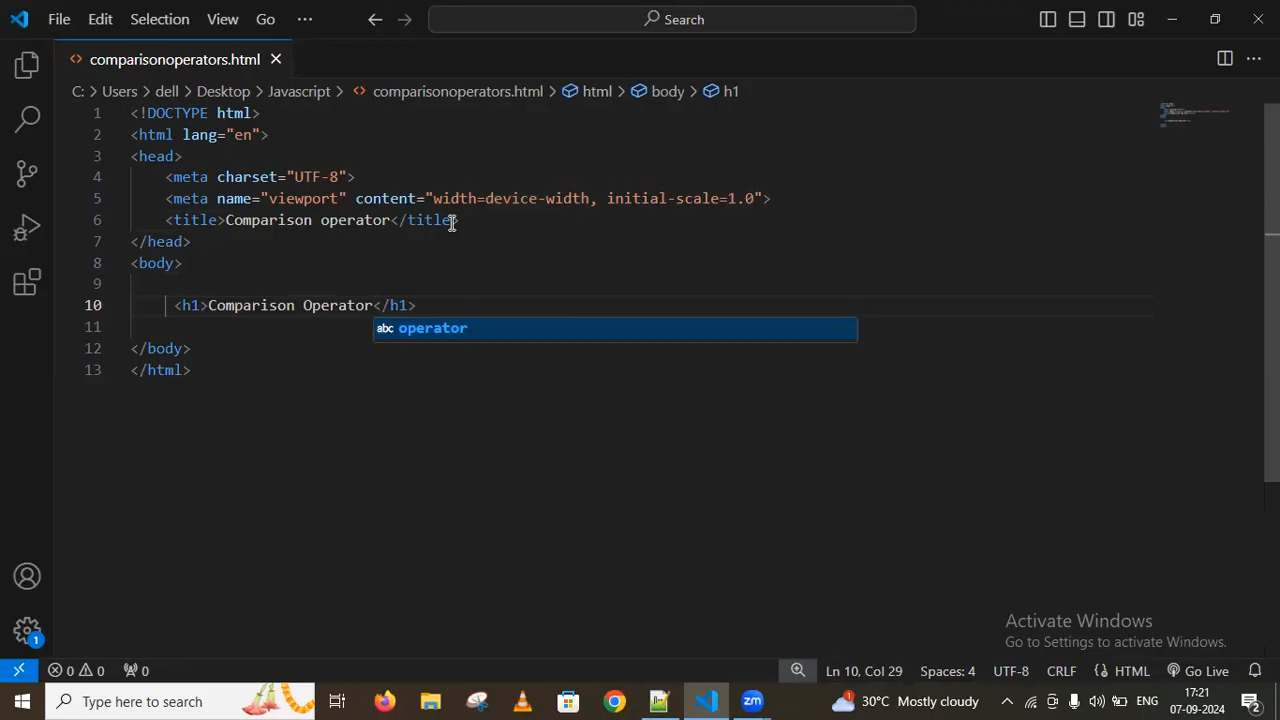 File Edit Selection View Go ··· Search
comparisonoperators.html
C: > Users > dell > Desktop > Javascript > comparisonoperators.html > html > body > h1
1 <!DOCTYPE html>
2 <html lang="en">
3 <head>
4 <meta charset="UTF-8">
5 <meta name="viewport" content="width=device-width, initial-scale=1.0">
6 <title>Comparison operator</title>
7 </head>
8 <body>
9
10 <h1>Comparison Operator</h1>
11
abc operator
12 </body>
13 </html>
Activate Windows
Go to Settings to activate Windows.
1
0 0 0 Ln 10, Col 29 Spaces: 4 UTF-8 CRLF {} HTML Go Live
Type here to search 1 30°C Mostly cloudy ENG 17:21
07-09-2024 2